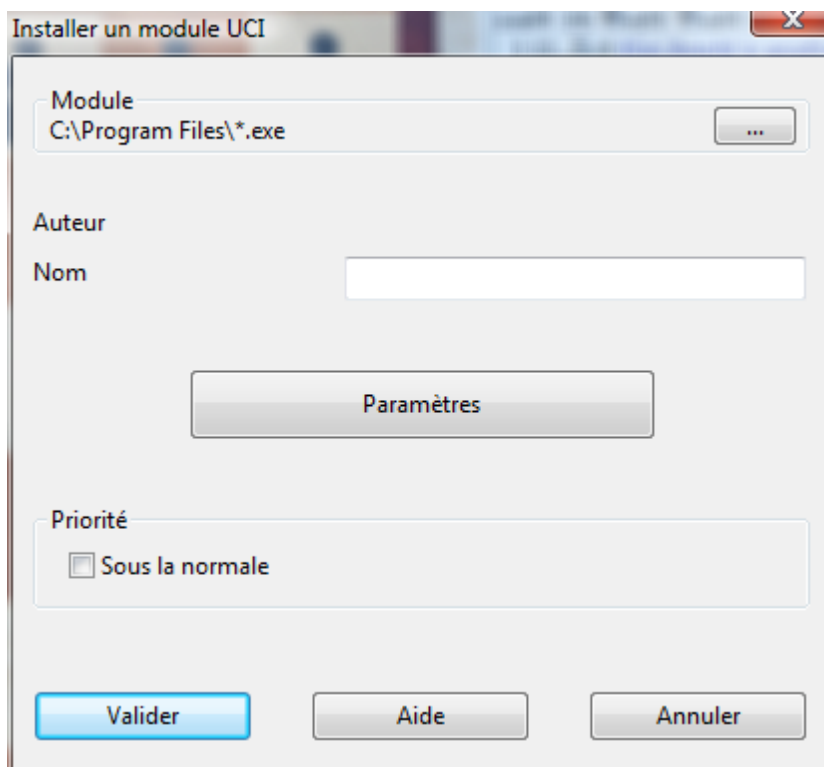 Installer un module UCI
Module
C:\Program Files\*.exe
...
Auteur
Nom
Paramètres
Priorité
Sous la normale
Valider Aide Annuler